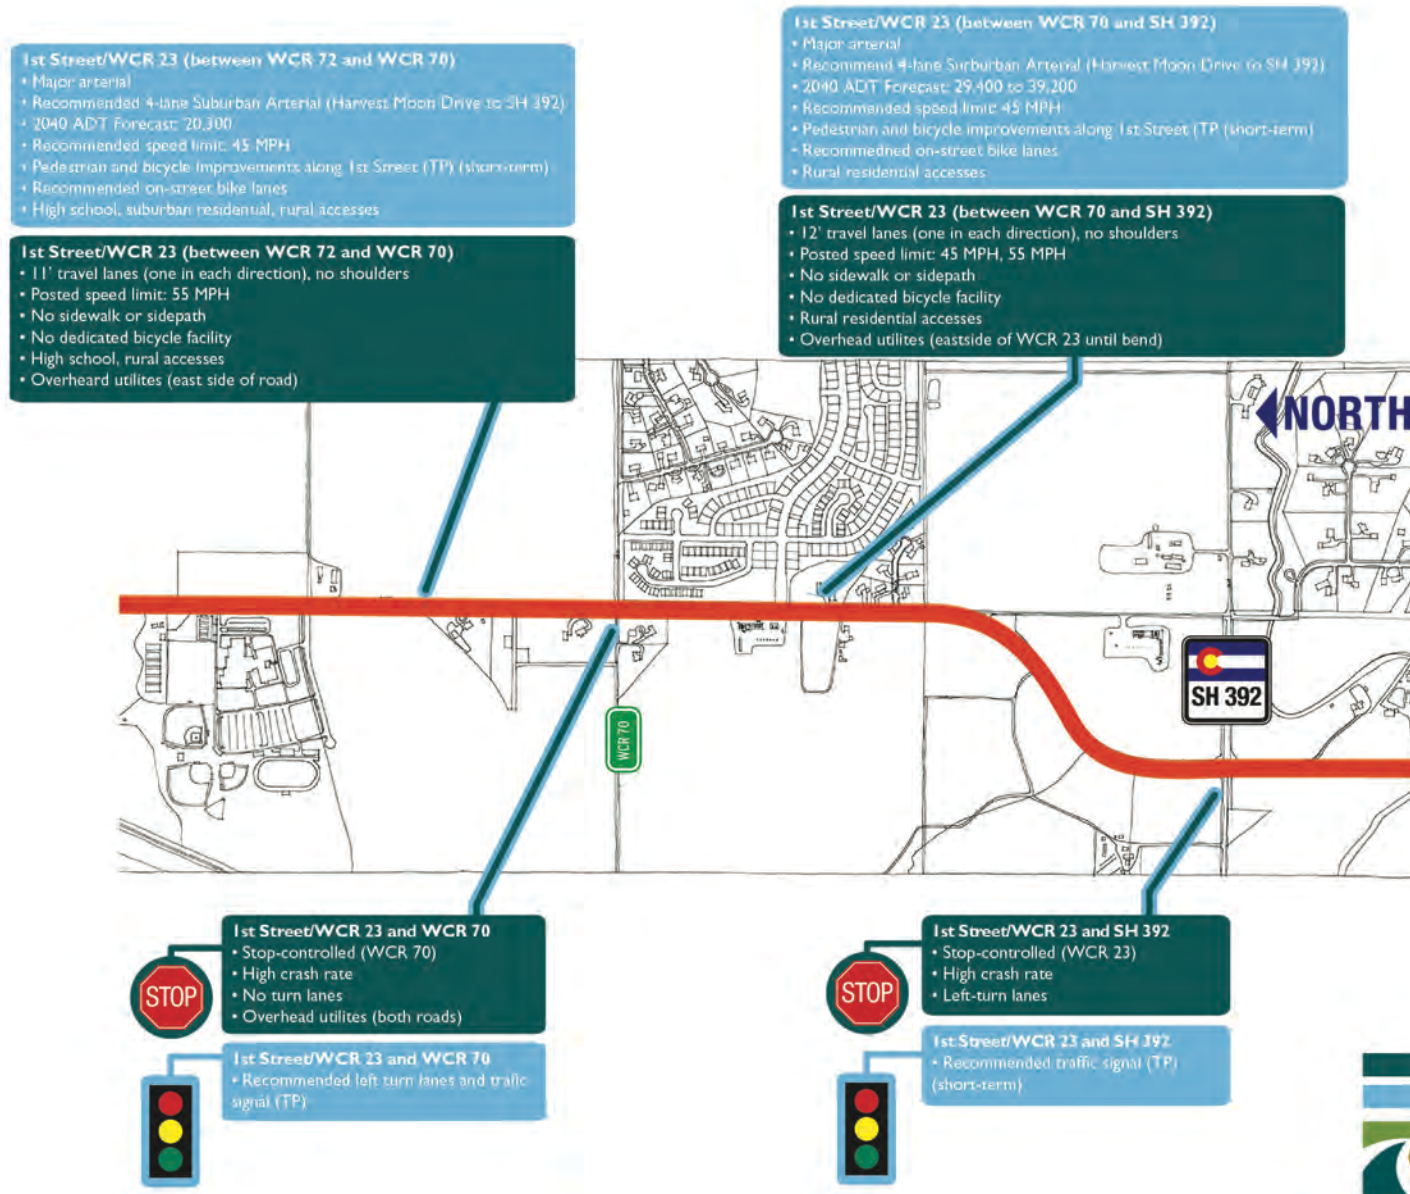 1st Street/WCR 23 (between WCR 72 and WCR 70)
• Major arterial
• Recommended 4-lane Suburban Arterial (Harvest Moon Drive to SH 392)
• 2040 ADT Forecast: 20,300
• Recommended speed limit: 45 MPH
• Pedestrian and bicycle improvements along 1st Street (TP) (short-term)
• Recommended on-street bike lanes
• High school, suburban residential, rural accesses
1st Street/WCR 23 (between WCR 72 and WCR 70)
• 11' travel lanes (one in each direction), no shoulders
• Posted speed limit: 55 MPH
• No sidewalk or sidepath
• No dedicated bicycle facility
• High school, rural accesses
• Overheard utilites (east side of road)
1st Street/WCR 23 (between WCR 70 and SH 392)
• Major arterial
• Recommend 4-lane Surburban Arterial (Harvest Moon Drive to SH 392)
• 2040 ADT Forecast: 29,400 to 39,200
• Recommended speed limit 45 MPH
• Pedestrian and bicycle improvements along 1st Street (TP (short-term)
• Recommedned on-street bike lanes
• Rural residential accesses
1st Street/WCR 23 (between WCR 70 and SH 392)
• 12' travel lanes (one in each direction), no shoulders
• Posted speed limit: 45 MPH, 55 MPH
• No sidewalk or sidepath
• No dedicated bicycle facility
• Rural residential accesses
• Overhead utilites (eastside of WCR 23 until bend)
NORTH
SH 392
WCR 70
STOP
1st Street/WCR 23 and WCR 70
• Stop-controlled (WCR 70)
• High crash rate
• No turn lanes
• Overhead utilites (both roads)
1st Street/WCR 23 and WCR 70
• Recommended left turn lanes and traffic
signal (TP)
STOP
1st Street/WCR 23 and SH 392
• Stop-controlled (WCR 23)
• High crash rate
• Left-turn lanes
1st Street/WCR 23 and SH 392
• Recommended traffic signal (TP)
(short-term)